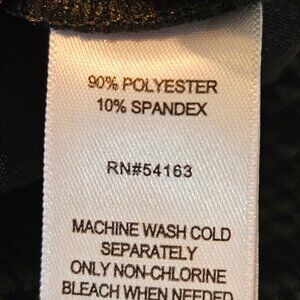 90% POLYESTER
10% SPANDEX
RN#54163
MACHINE WASH COLD
SEPARATELY
ONLY NON-CHLORINE
BLEACH WHEN NEEDED